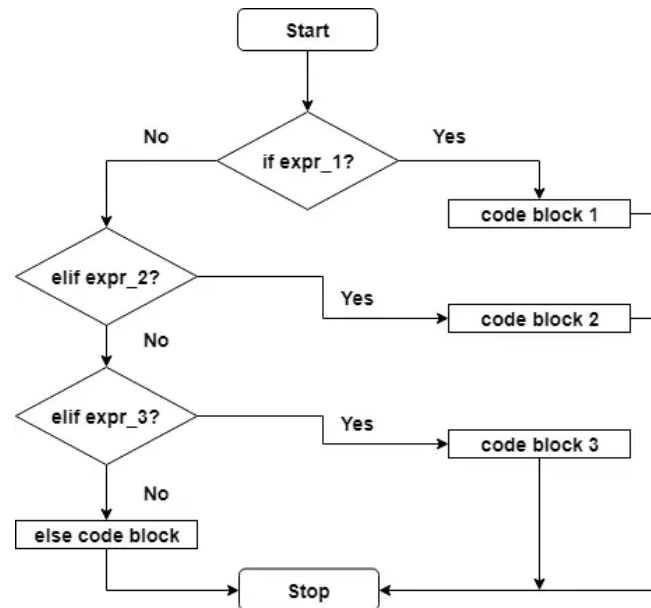 Start
No
Yes
if expr_1?
code block 1
elif expr_2?
Yes
code block 2
No
elif expr_3?
Yes
code block 3
No
else code block
Stop